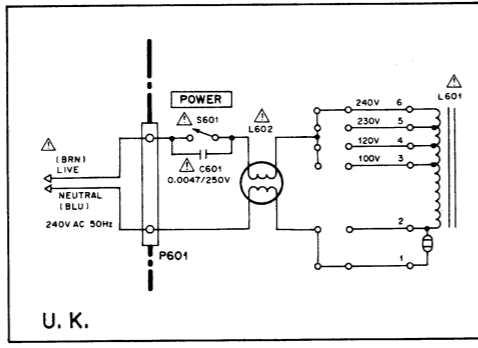 POWER
S601
C601
0.0047/250V
L602
L601
240V 6
230V 5
120V 4
100V 3
2
1
(BRN)
LIVE
NEUTRAL
(BLU)
240V AC 50Hz
P601
U. K.